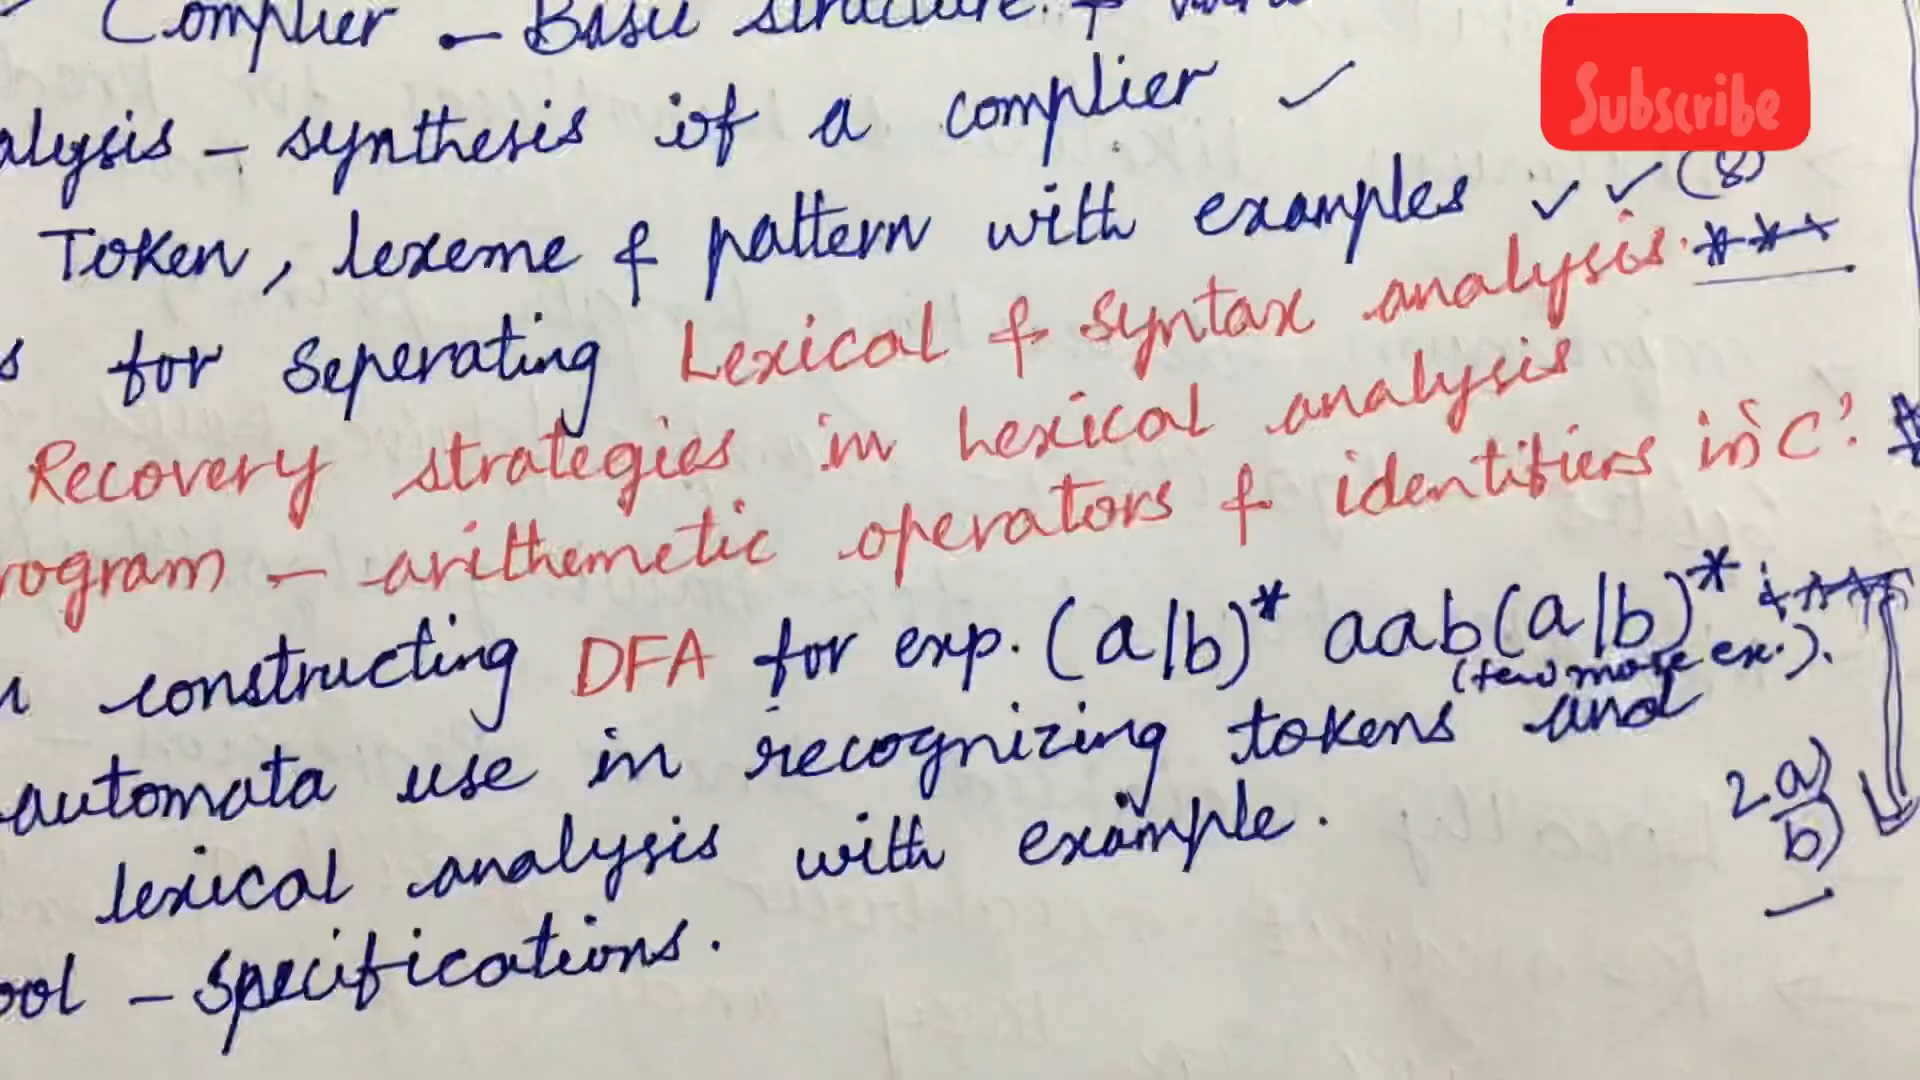 Complier - Basic structure &
Subscribe
alysis - synthesis of a complier ✓
Token, lexeme & pattern with examples ✓ ✓ (8)
s for Seperating Lexical & syntax analysis. ***
Recovery strategies in Lexical analysis
rogram - arithemetic operators & identifiers in 'C'.
constructing DFA for exp. (a|b)* aab(a|b)* ****
(few more ex.).
automata use in recognizing tokens and
lexical analysis with example.
2 a)
b)
ool - specifications.